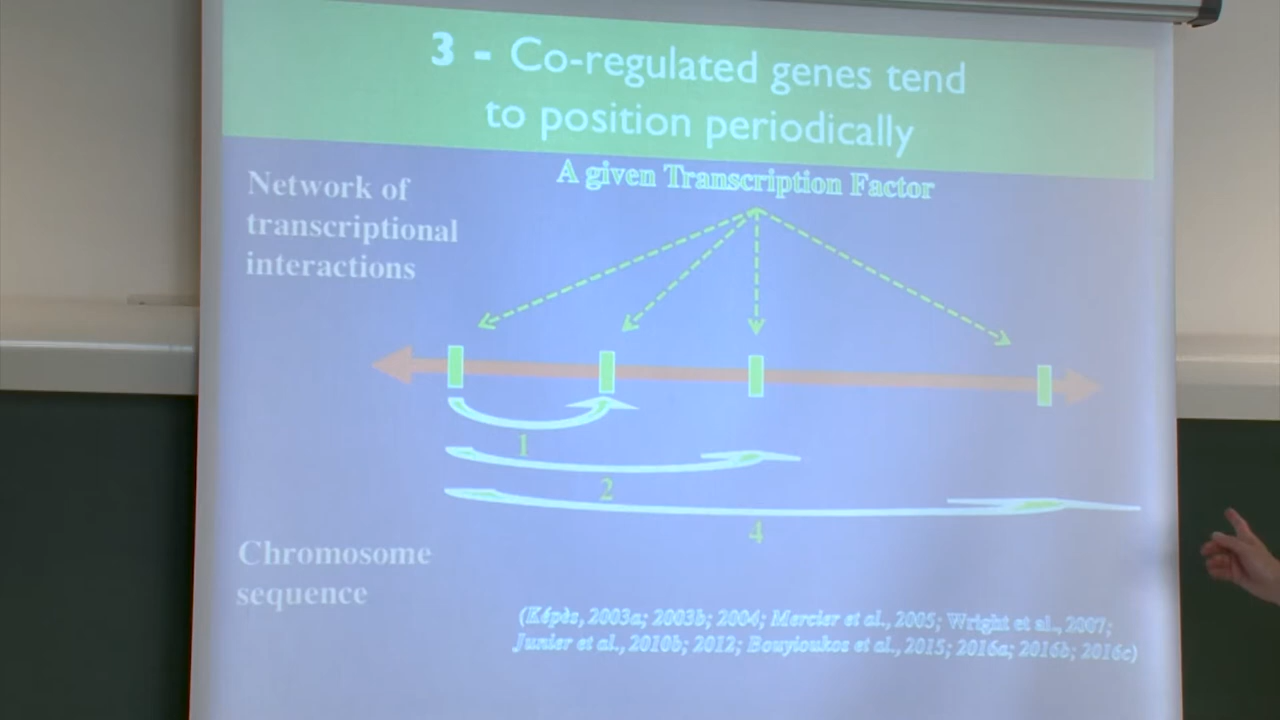 3 - Co-regulated genes tend
to position periodically
A given Transcription Factor
Network of
transcriptional
interactions
1
2
4
Chromosome
sequence
(Képès, 2003a; 2003b; 2004; Mercier et al., 2005; Wright et al., 2007;
Junier et al., 2010b; 2012; Bouyioukos et al., 2015; 2016a; 2016b; 2016c)